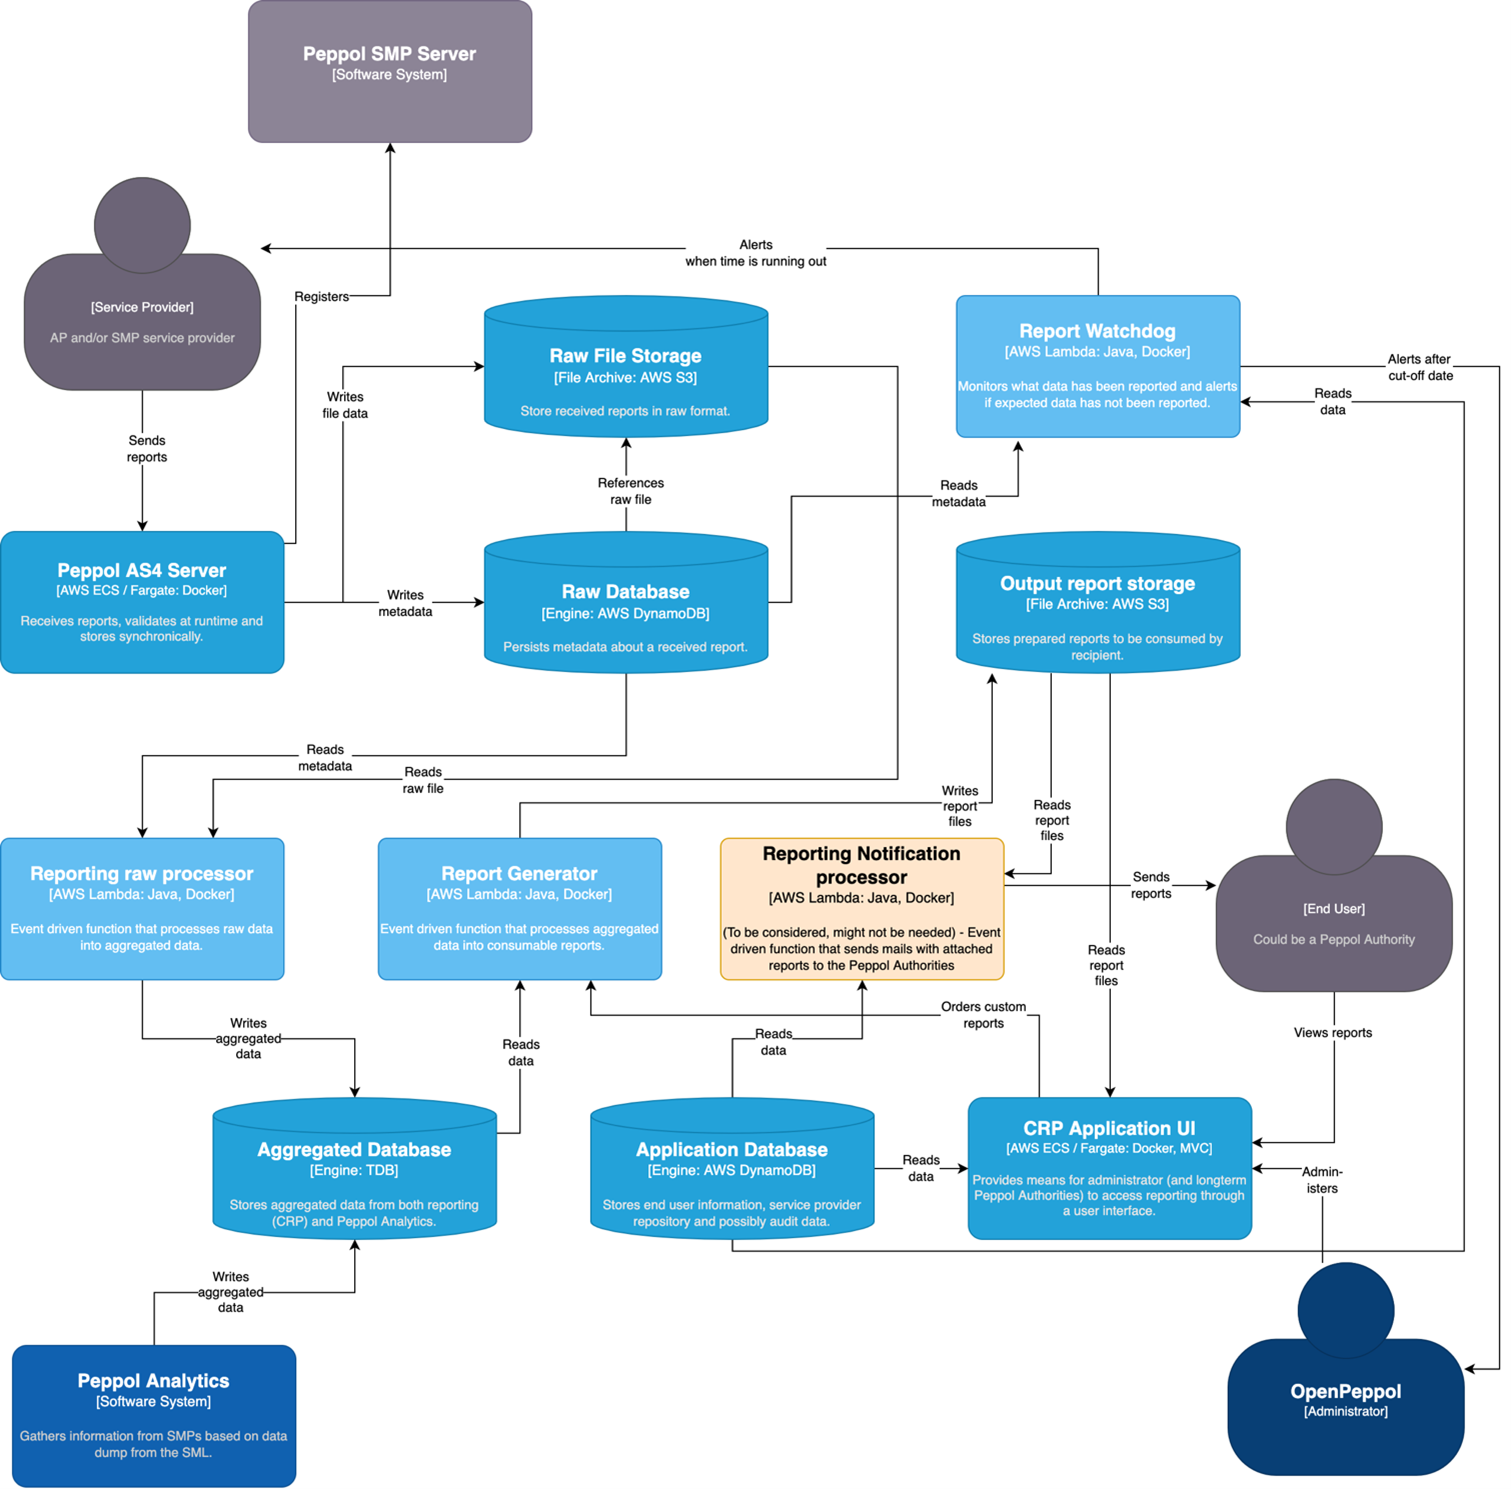 Peppol SMP Server
[Software System]
Alerts
when time is running out
[Service Provider]
AP and/or SMP service provider
Registers
Raw File Storage
[File Archive: AWS S3]
Store received reports in raw format.
Report Watchdog
[AWS Lambda: Java, Docker]
Monitors what data has been reported and alerts
if expected data has not been reported.
Alerts after
cut-off date
Reads
data
Writes
file data
Sends
reports
References
raw file
Reads
metadata
Peppol AS4 Server
[AWS ECS / Fargate: Docker]
Receives reports, validates at runtime and
stores synchronically.
Writes
metadata
Raw Database
[Engine: AWS DynamoDB]
Persists metadata about a received report.
Output report storage
[File Archive: AWS S3]
Stores prepared reports to be consumed by
recipient.
Reads
metadata
Reads
raw file
Writes
report
files
Reads
report
files
Reporting raw processor
[AWS Lambda: Java, Docker]
Event driven function that processes raw data
into aggregated data.
Report Generator
[AWS Lambda: Java, Docker]
Event driven function that processes aggregated
data into consumable reports.
Reporting Notification
processor
[AWS Lambda: Java, Docker]
(To be considered, might not be needed) - Event
driven function that sends mails with attached
reports to the Peppol Authorities
Sends
reports
[End User]
Could be a Peppol Authority
Reads
report
files
Orders custom
reports
Views reports
Writes
aggregated
data
Reads
data
Reads
data
Aggregated Database
[Engine: TDB]
Stores aggregated data from both reporting
(CRP) and Peppol Analytics.
Application Database
[Engine: AWS DynamoDB]
Stores end user information, service provider
repository and possibly audit data.
Reads
data
CRP Application UI
[AWS ECS / Fargate: Docker, MVC]
Provides means for administrator (and longterm
Peppol Authorities) to access reporting through
a user interface.
Admin-
isters
Writes
aggregated
data
Peppol Analytics
[Software System]
Gathers information from SMPs based on data
dump from the SML.
OpenPeppol
[Administrator]